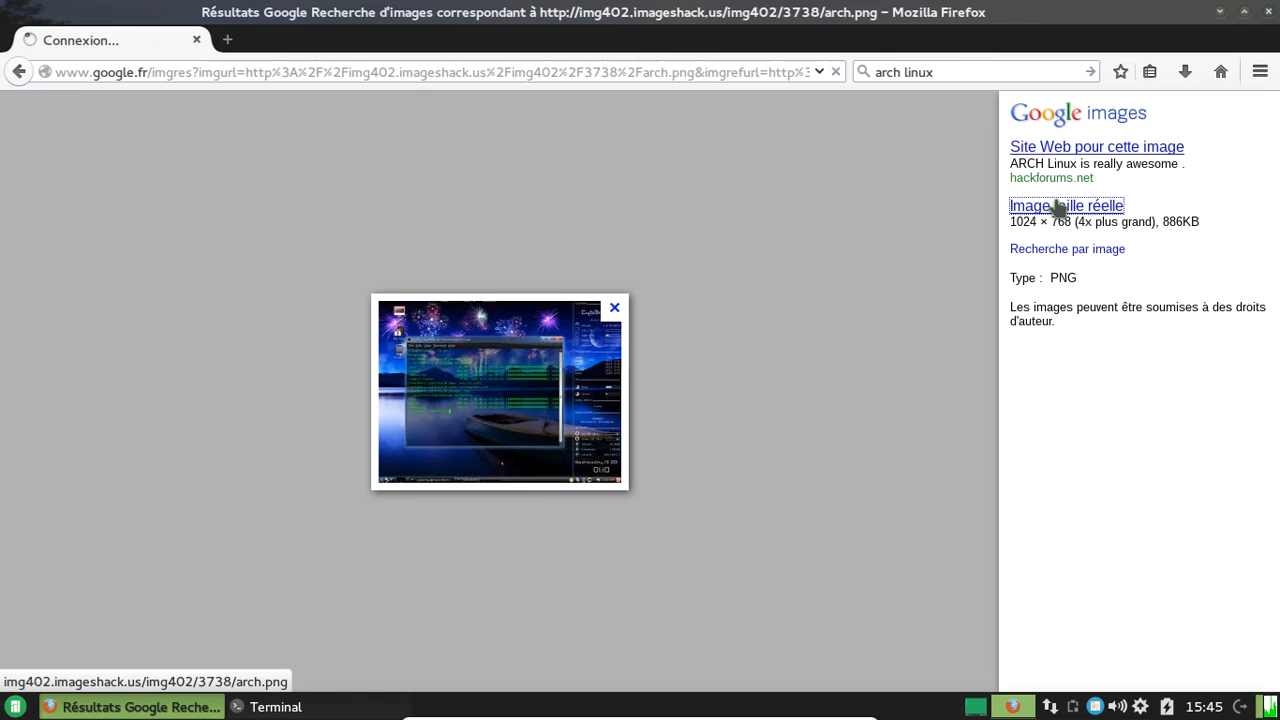 Résultats Google Recherche d'images correspondant à http://img402.imageshack.us/img402/3738/arch.png – Mozilla Firefox
Connexion...
www.google.fr/imgres?imgurl=http%3A%2F%2Fimg402.imageshack.us%2Fimg402%2F3738%2Farch.png&imgrefurl=http%3
arch linux
Google images
Site Web pour cette image
ARCH Linux is really awesome .
hackforums.net
Image taille réelle
1024 × 768 (4x plus grand), 886KB
Recherche par image
Type : PNG
Les images peuvent être soumises à des droits
d'auteur.
01:10
img402.imageshack.us/img402/3738/arch.png
Résultats Google Reche...
Terminal
15:45